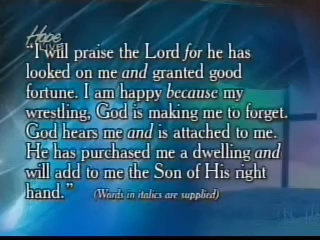 Hope
LIVE
"I will praise the Lord for he has
looked on me and granted good
fortune. I am happy because my
wrestling, God is making me to forget.
God hears me and is attached to me.
He has purchased me a dwelling and
will add to me the Son of His right
hand." (Words in italics are supplied)